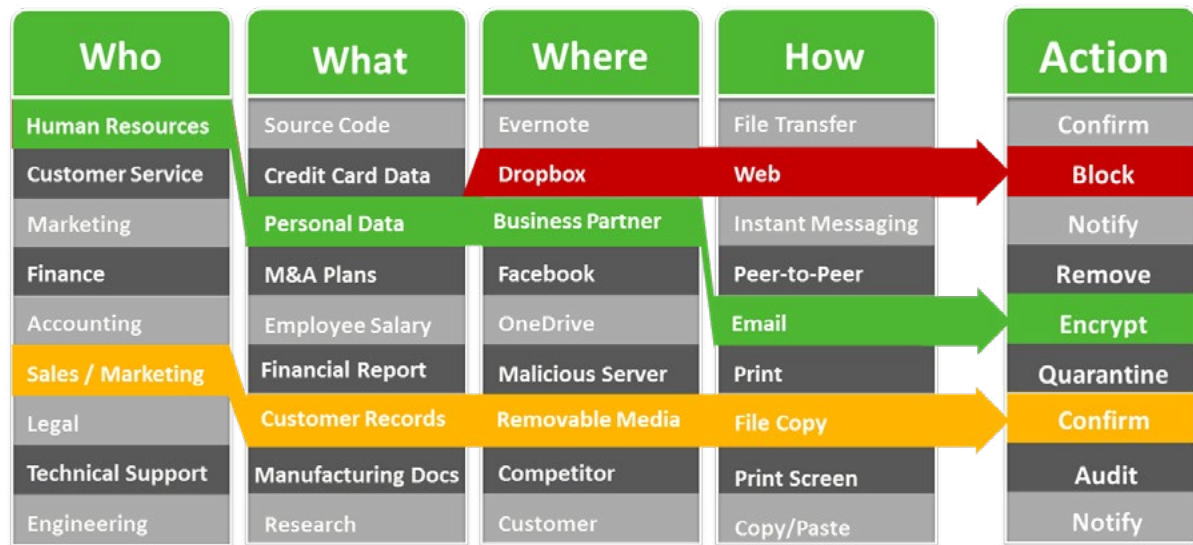 Who
Human Resources
Customer Service
Marketing
Finance
Accounting
Sales / Marketing
Legal
Technical Support
Engineering
What
Source Code
Credit Card Data
Personal Data
M&A Plans
Employee Salary
Financial Report
Customer Records
Manufacturing Docs
Research
Where
Evernote
Dropbox
Business Partner
Facebook
OneDrive
Malicious Server
Removable Media
Competitor
Customer
How
File Transfer
Web
Instant Messaging
Peer-to-Peer
Email
Print
File Copy
Print Screen
Copy/Paste
Action
Confirm
Block
Notify
Remove
Encrypt
Quarantine
Confirm
Audit
Notify